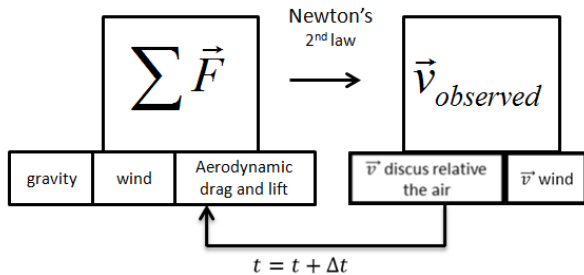 Newton's
2nd law
∑ F⃗
v⃗ observed
gravity
wind
Aerodynamic
drag and lift
v⃗ discus relative
the air
v⃗ wind
t = t + Δt